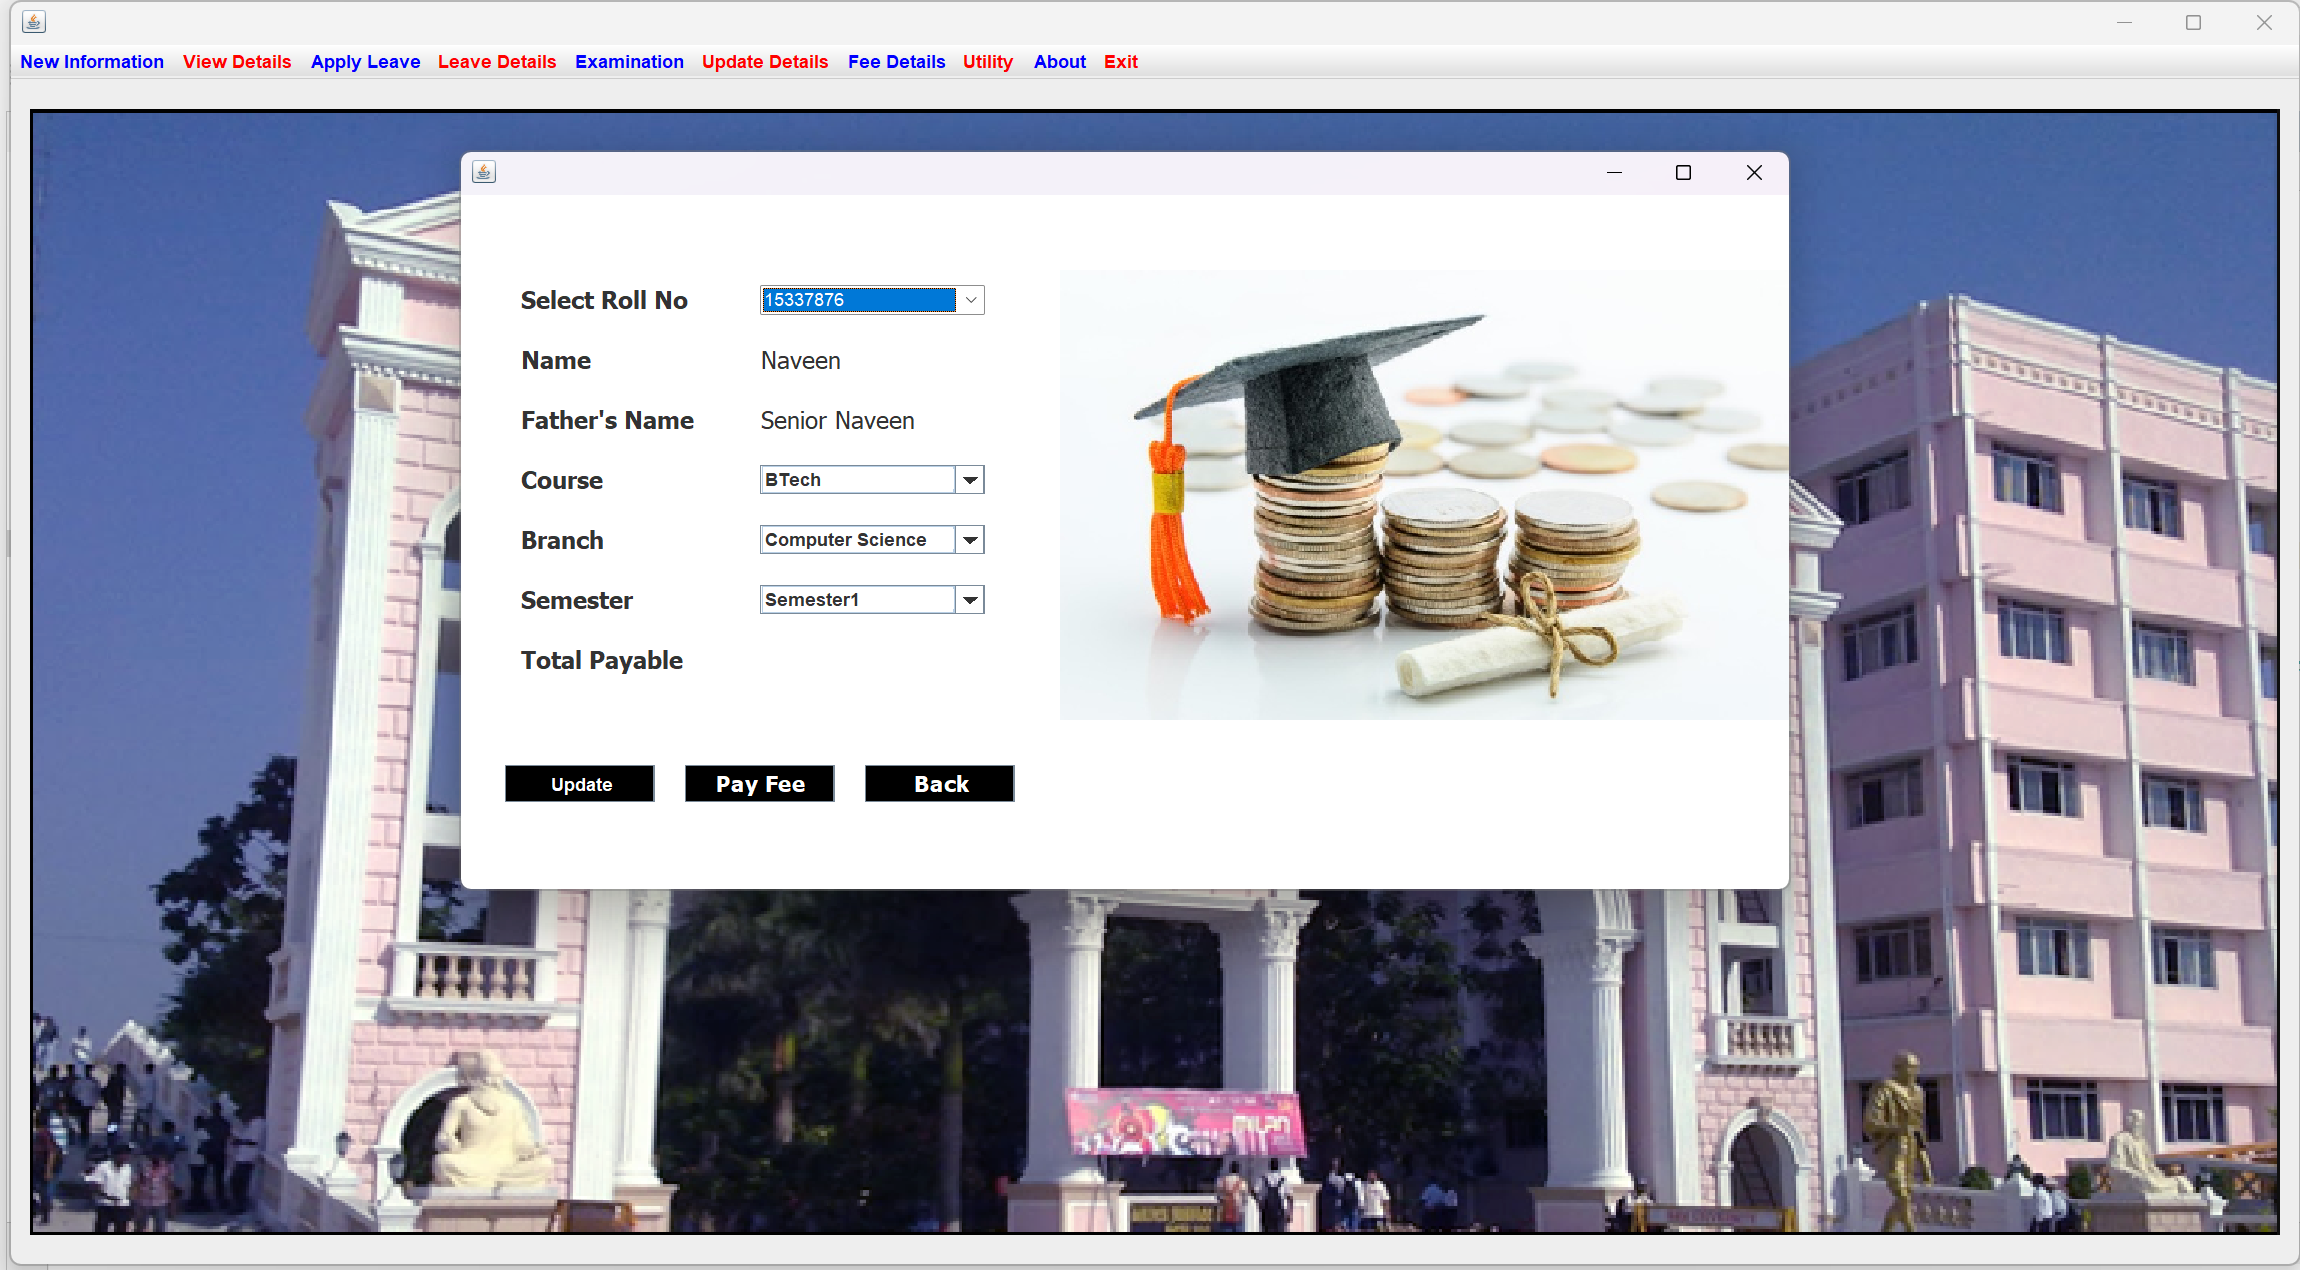 New Information View Details Apply Leave Leave Details Examination Update Details Fee Details Utility About Exit
Select Roll No 15337876
Name Naveen
Father's Name Senior Naveen
Course BTech
Branch Computer Science
Semester Semester1
Total Payable
Update Pay Fee Back
MILAN